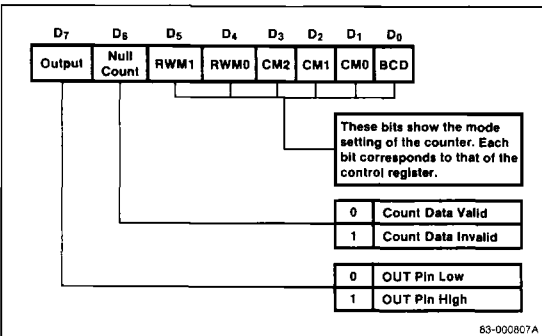 D7 D6 D5 D4 D3 D2 D1 D0
Output Null Count RWM1 RWM0 CM2 CM1 CM0 BCD
These bits show the mode
setting of the counter. Each
bit corresponds to that of the
control register.
0 Count Data Valid
1 Count Data Invalid
0 OUT Pin Low
1 OUT Pin High
83-000807A